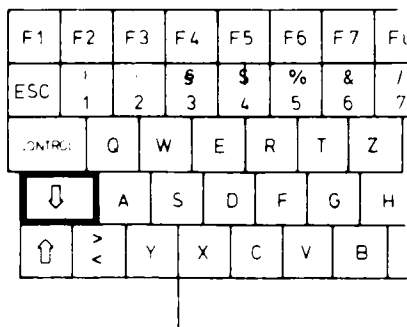 F1 F2 F3 F4 F5 F6 F7
! " § $ % & /
ESC 1 2 3 4 5 6 7
CONTROL Q W E R T Z
⇩ A S D F G H
⇧ > < Y X C V B